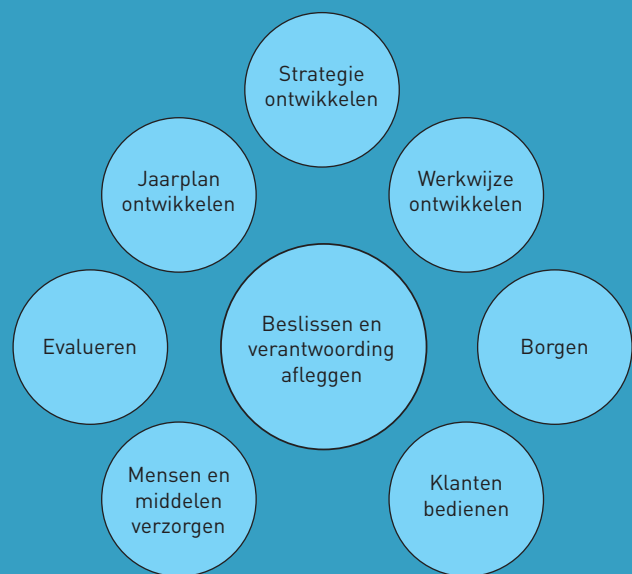 Strategie
ontwikkelen
Jaarplan
ontwikkelen
Werkwijze
ontwikkelen
Evalueren
Beslissen en
verantwoording
afleggen
Borgen
Mensen en
middelen
verzorgen
Klanten
bedienen